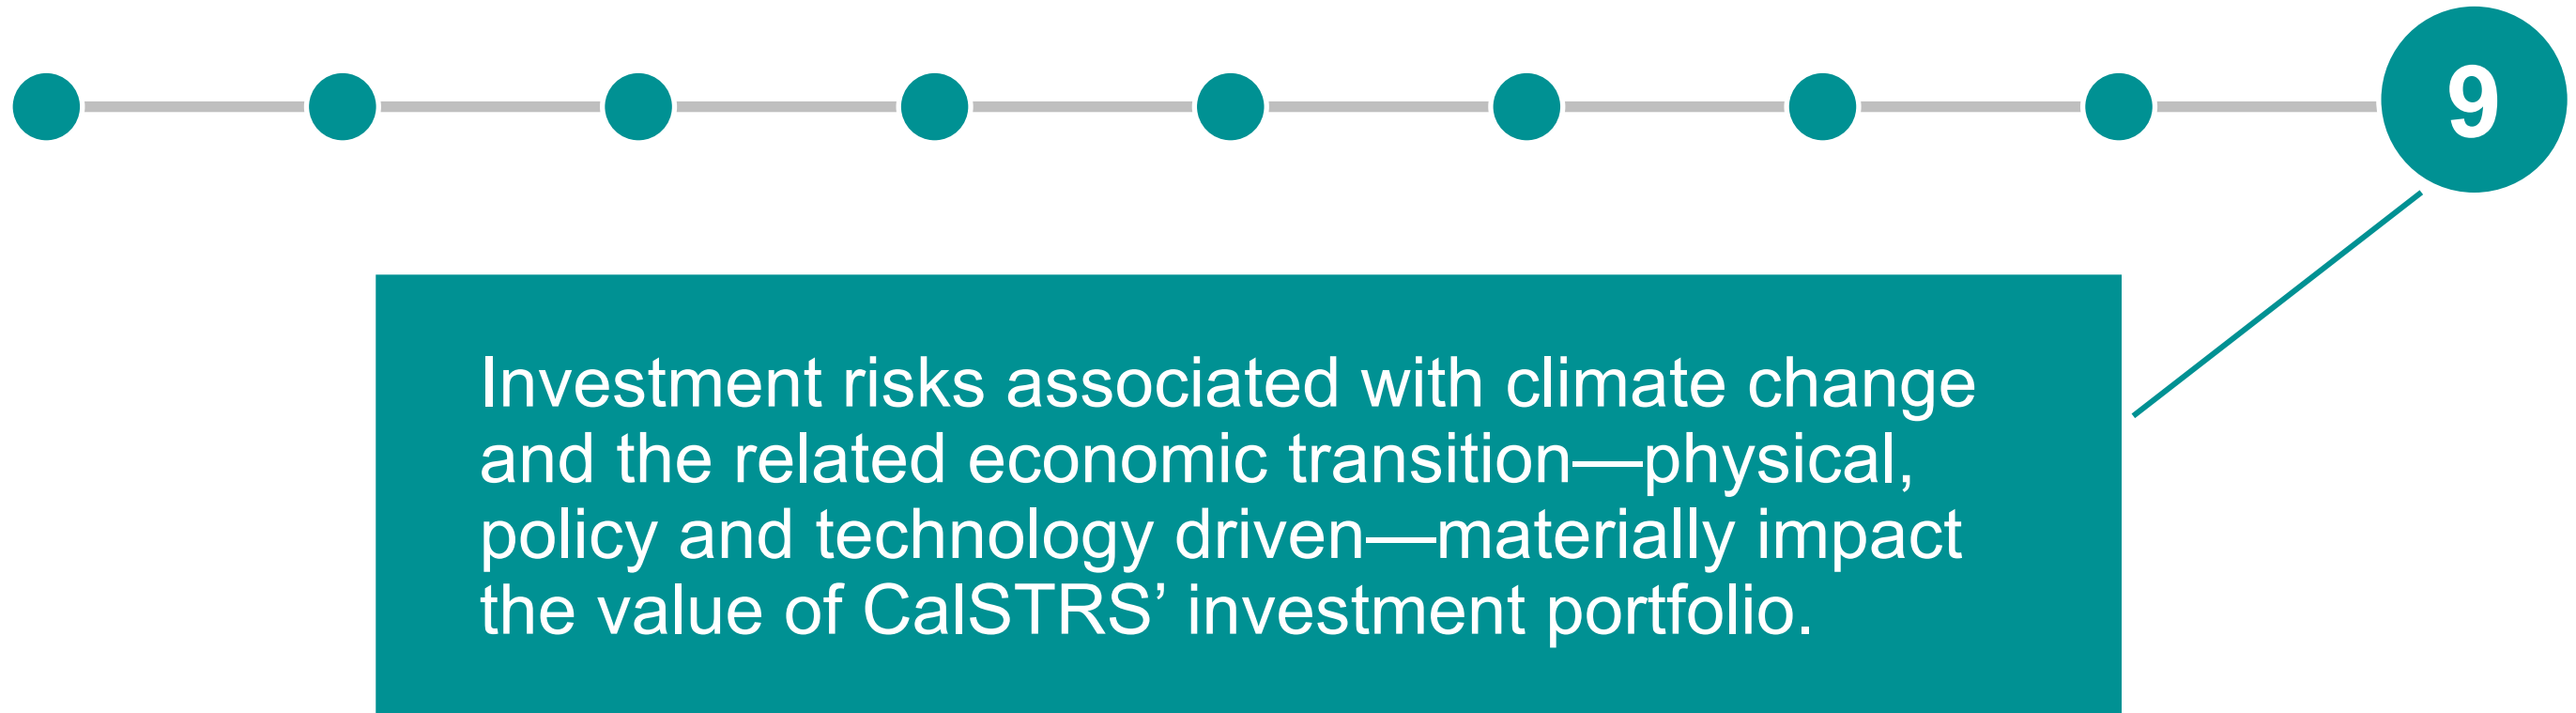 9
Investment risks associated with climate change
and the related economic transition—physical,
policy and technology driven—materially impact
the value of CalSTRS’ investment portfolio.